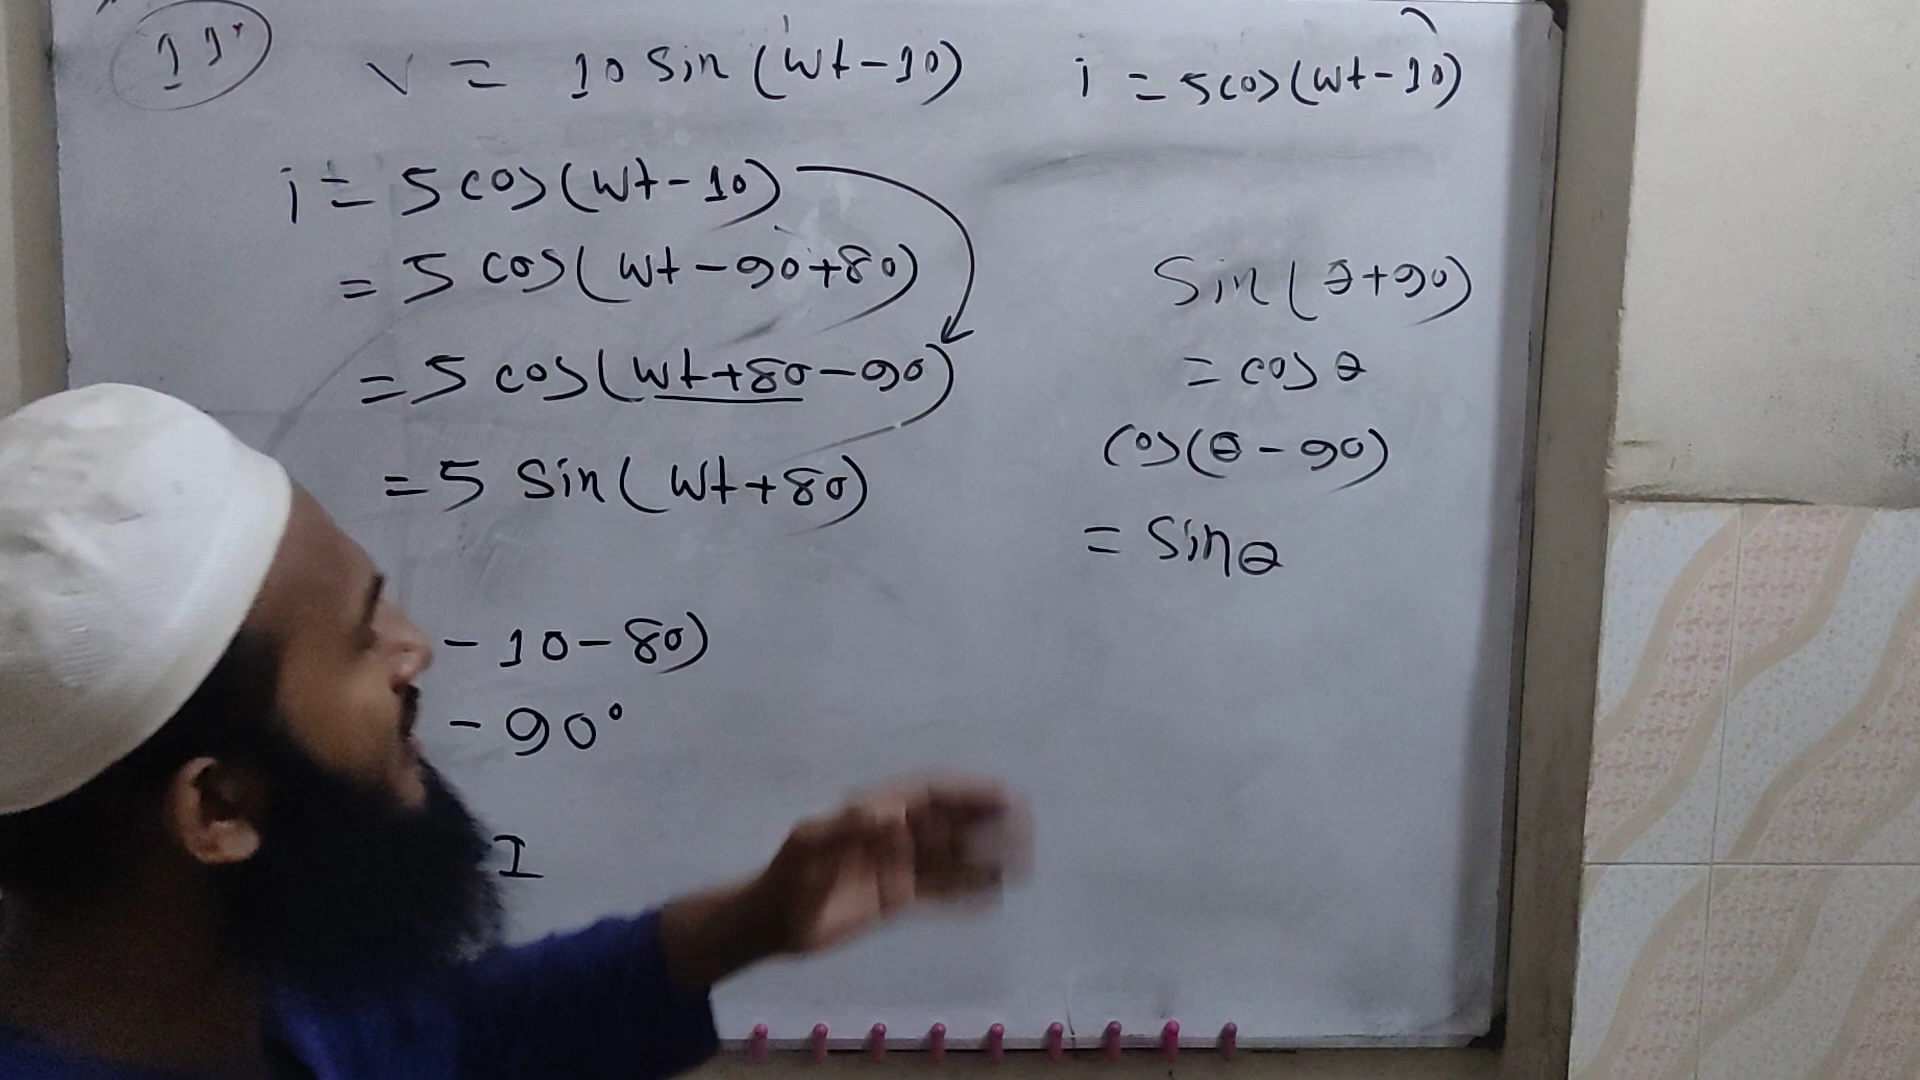 11.
V = 10 sin (wt-10) i = 5cos(wt-10)
i = 5 cos(wt-10)
= 5 cos(wt-90+80)
= 5 cos(wt+80-90)
= 5 sin(wt+80)
- 10-80)
- 90°
I
sin(θ+90)
= cosθ
cos(θ-90)
= sinθ